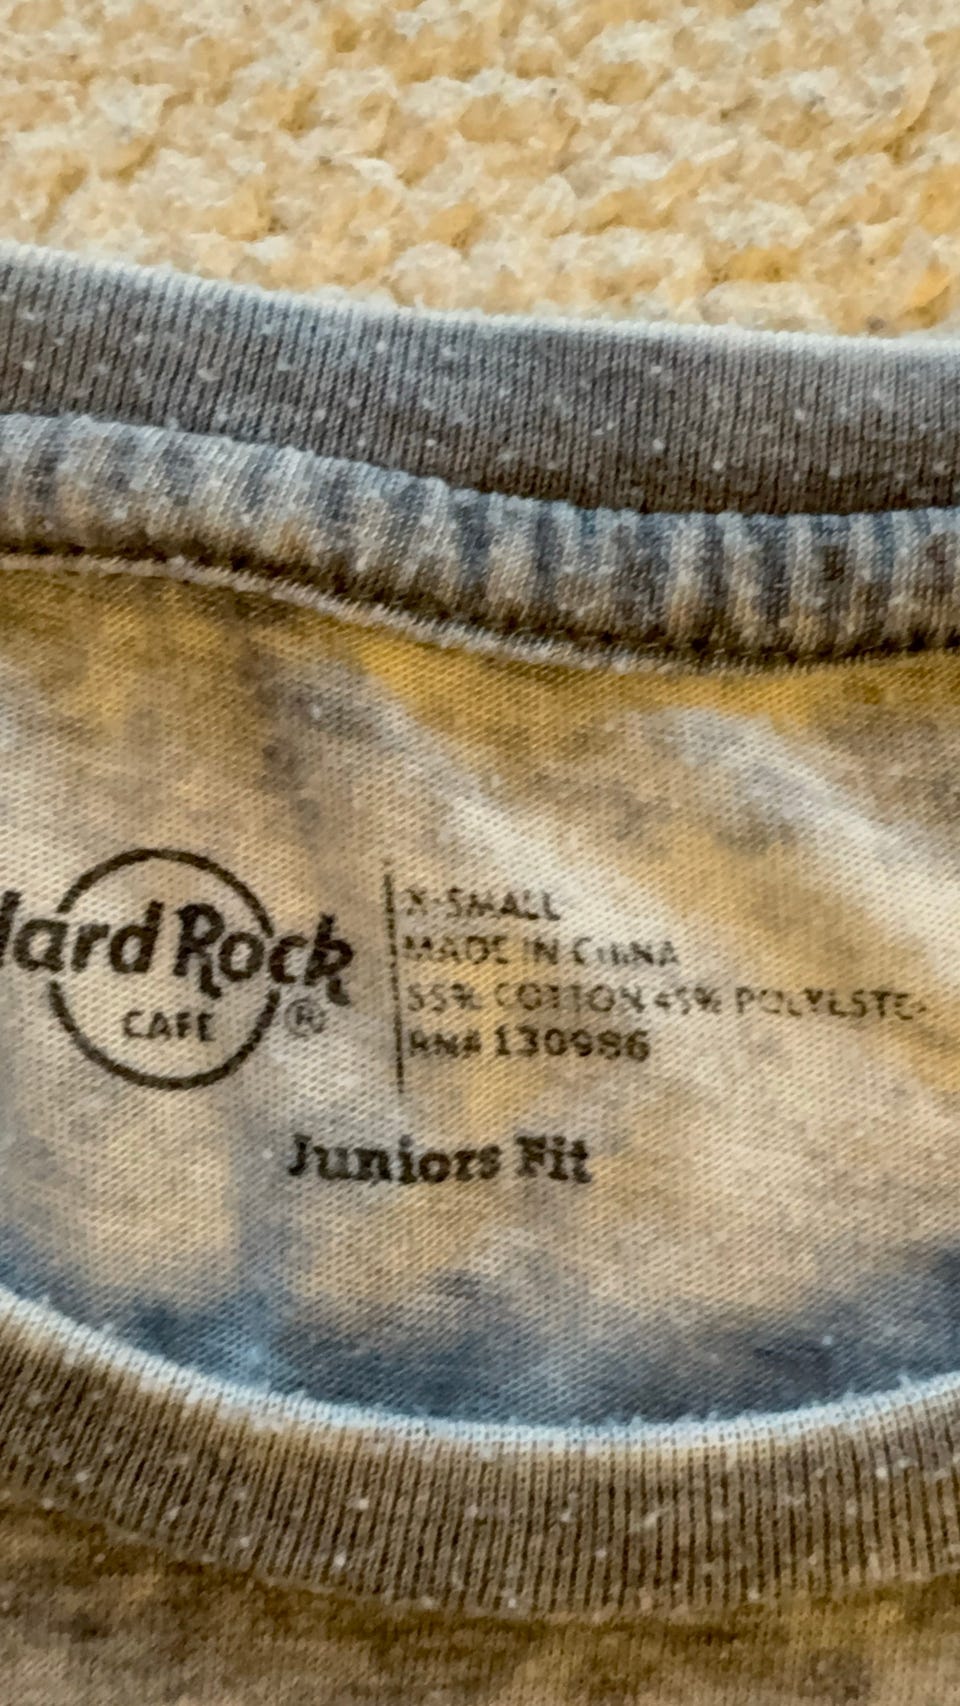 Hard Rock
CAFE
®
X-SMALL
MADE IN CHINA
55% COTTON 45% POLYESTER
RN# 130986
Juniors Fit